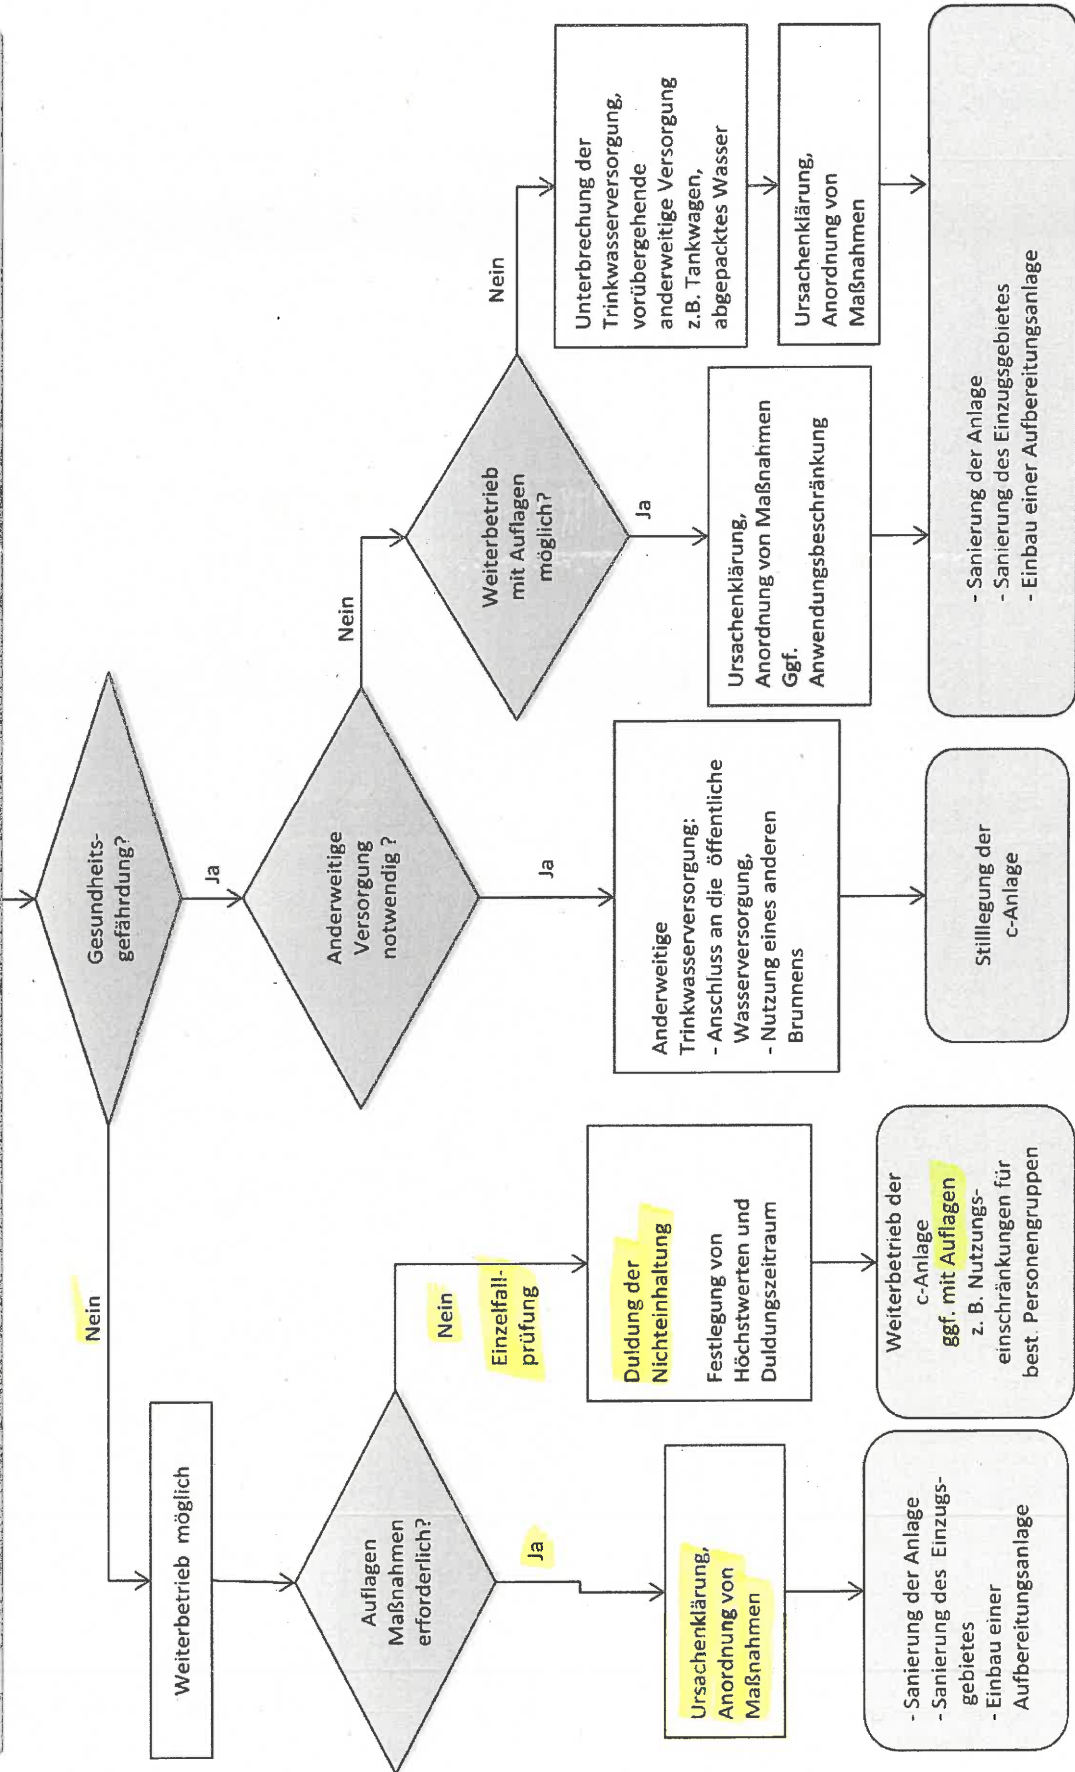 Gesundheits-
gefährdung?
Nein
Ja
Weiterbetrieb möglich
Auflagen
Maßnahmen
erforderlich?
Ja
Ursachenklärung,
Anordnung von
Maßnahmen
- Sanierung der Anlage
- Sanierung des Einzugs-
gebietes
- Einbau einer
Aufbereitungsanlage
Nein
Einzelfall-
prüfung
Duldung der
Nichteinhaltung
Festlegung von
Höchstwerten und
Duldungszeitraum
Weiterbetrieb der
c-Anlage
ggf. mit Auflagen
z. B. Nutzungs-
einschränkungen für
best. Personengruppen
Anderweitige
Versorgung
notwendig ?
Ja
Anderweitige
Trinkwasserversorgung:
- Anschluss an die öffentliche
Wasserversorgung,
- Nutzung eines anderen
Brunnens
Stilllegung der
c-Anlage
Nein
Weiterbetrieb
mit Auflagen
möglich?
Ja
Ursachenklärung,
Anordnung von Maßnahmen
Ggf.
Anwendungsbeschränkung
Nein
Unterbrechung der
Trinkwasserversorgung,
vorübergehende
anderweitige Versorgung
z.B. Tankwagen,
abgepacktes Wasser
Ursachenklärung,
Anordnung von
Maßnahmen
- Sanierung der Anlage
- Sanierung des Einzugsgebietes
- Einbau einer Aufbereitungsanlage